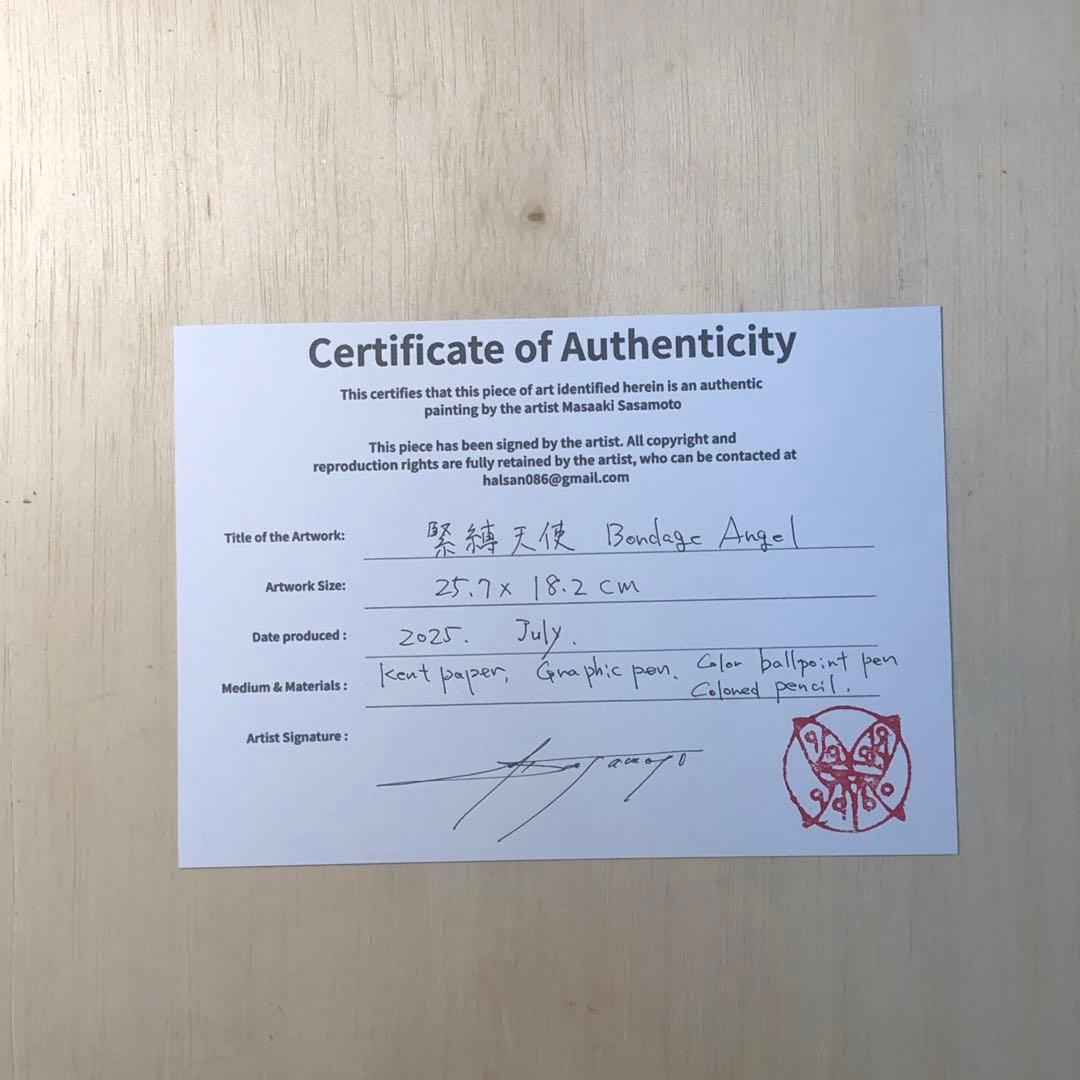 Certificate of Authenticity
This certifies that this piece of art identified herein is an authentic
painting by the artist Masaaki Sasamoto
This piece has been signed by the artist. All copyright and
reproduction rights are fully retained by the artist, who can be contacted at
halsan086@gmail.com
Title of the Artwork: 緊縛天使 Bondage Angel
Artwork Size: 25.7 x 18.2 cm
Date produced : 2025. July.
Medium & Materials : Kent paper, Graphic pen. Color ballpoint pen
Colored pencil.
Artist Signature :